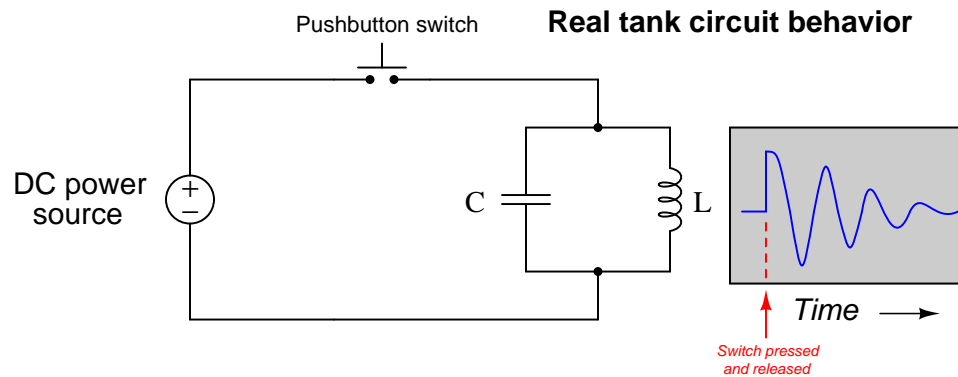 Real tank circuit behavior
Pushbutton switch
DC power
source
+
−
C
L
Time
Switch pressed
and released